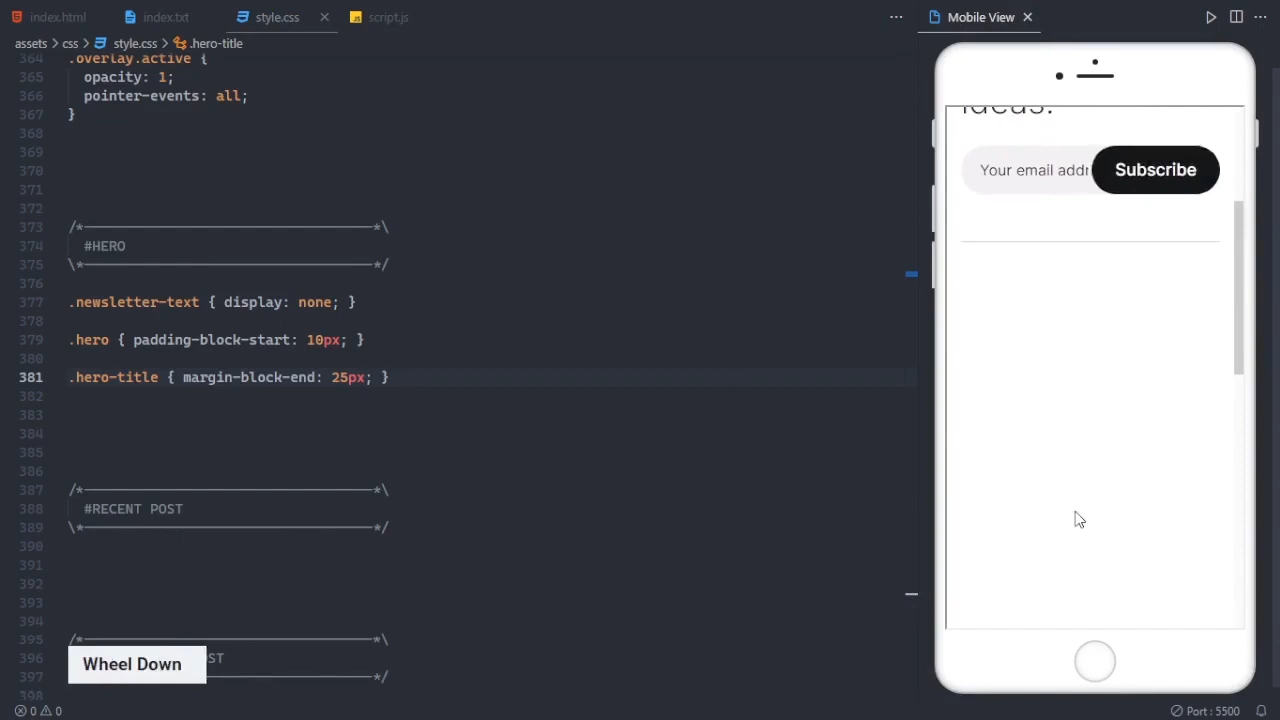 index.html
index.txt
style.css
script.js
Mobile View
assets > css > style.css > .hero-title
364 .overlay.active {
365 opacity: 1;
366 pointer-events: all;
367 }
368
369
370
371
372
373 /*-----------------------------------*\
374 #HERO
375 \*-----------------------------------*/
376
377 .newsletter-text { display: none; }
378
379 .hero { padding-block-start: 10px; }
380
381 .hero-title { margin-block-end: 25px; }
382
383
384
385
386
387 /*-----------------------------------*\
388 #RECENT POST
389 \*-----------------------------------*/
390
391
392
393
394
395 /*-----------------------------------*\
396 ST
397 -----------------------------------*/
398
Wheel Down
0 0
Port : 5500
ideas.
Your email addr
Subscribe